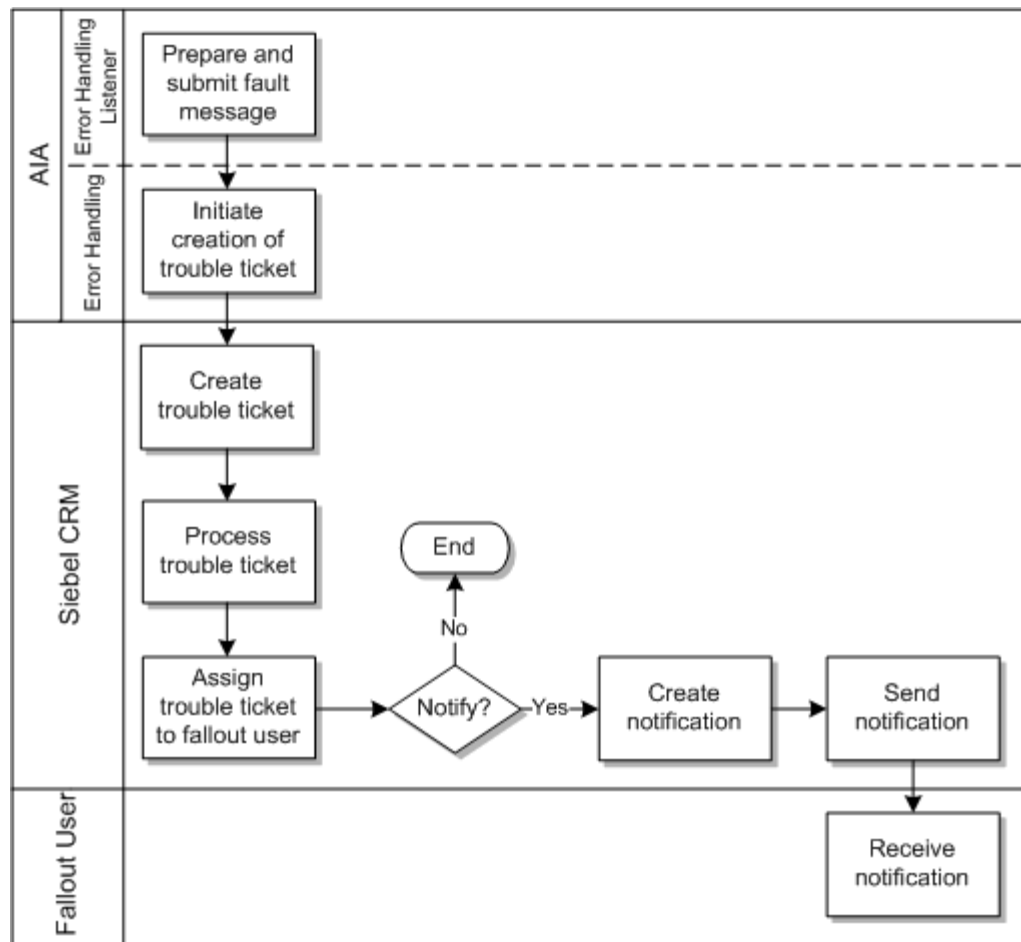 AIA
Error Handling
Listener
Prepare and
submit fault
message
Error Handling
Initiate
creation of
trouble ticket
Siebel CRM
Create
trouble ticket
Process
trouble ticket
Assign
trouble ticket
to fallout user
Notify?
No
End
Yes
Create
notification
Send
notification
Fallout User
Receive
notification